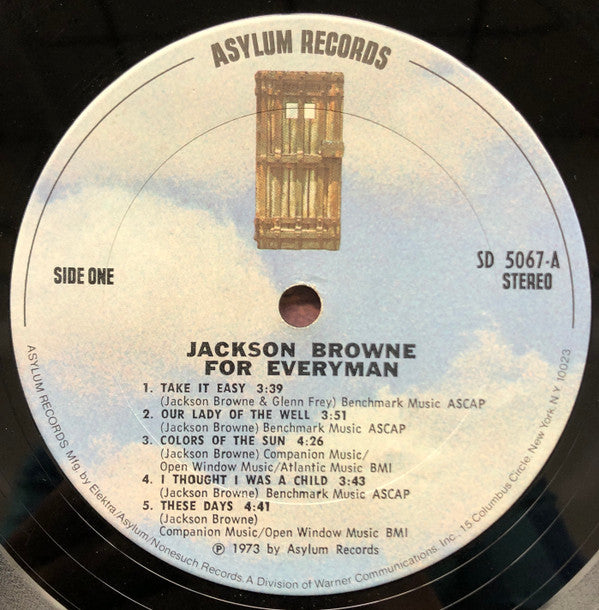 ASYLUM RECORDS
SIDE ONE
SD 5067-A
STEREO
JACKSON BROWNE
FOR EVERYMAN
1. TAKE IT EASY 3:39
(Jackson Browne & Glenn Frey) Benchmark Music ASCAP
2. OUR LADY OF THE WELL 3:51
(Jackson Browne) Benchmark Music ASCAP
3. COLORS OF THE SUN 4:26
(Jackson Browne) Companion Music/
Open Window Music/Atlantic Music BMI
4. I THOUGHT I WAS A CHILD 3:43
(Jackson Browne) Benchmark Music ASCAP
5. THESE DAYS 4:41
(Jackson Browne)
Companion Music/Open Window Music BMI
Ⓟ 1973 by Asylum Records
ASYLUM RECORDS Mfg. by Elektra/Asylum/Nonesuch Records. A Division of Warner Communications, Inc. 15 Columbus Circle, New York, N.Y. 10023